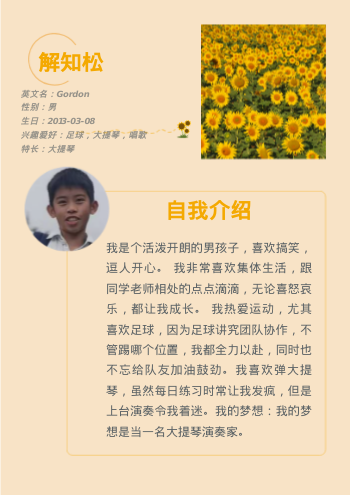 解知松
英文名：Gordon
性别：男
生日：2013-03-08
兴趣爱好：足球，大提琴，唱歌
特长：大提琴
自我介绍
我是个活泼开朗的男孩子，喜欢搞笑，
逗人开心。 我非常喜欢集体生活，跟
同学老师相处的点点滴滴，无论喜怒哀
乐，都让我成长。 我热爱运动，尤其
喜欢足球，因为足球讲究团队协作，不
管踢哪个位置，我都全力以赴，同时也
不忘给队友加油鼓劲。我喜欢弹大提
琴，虽然每日练习时常让我发疯，但是
上台演奏令我着迷。我的梦想：我的梦
想是当一名大提琴演奏家。